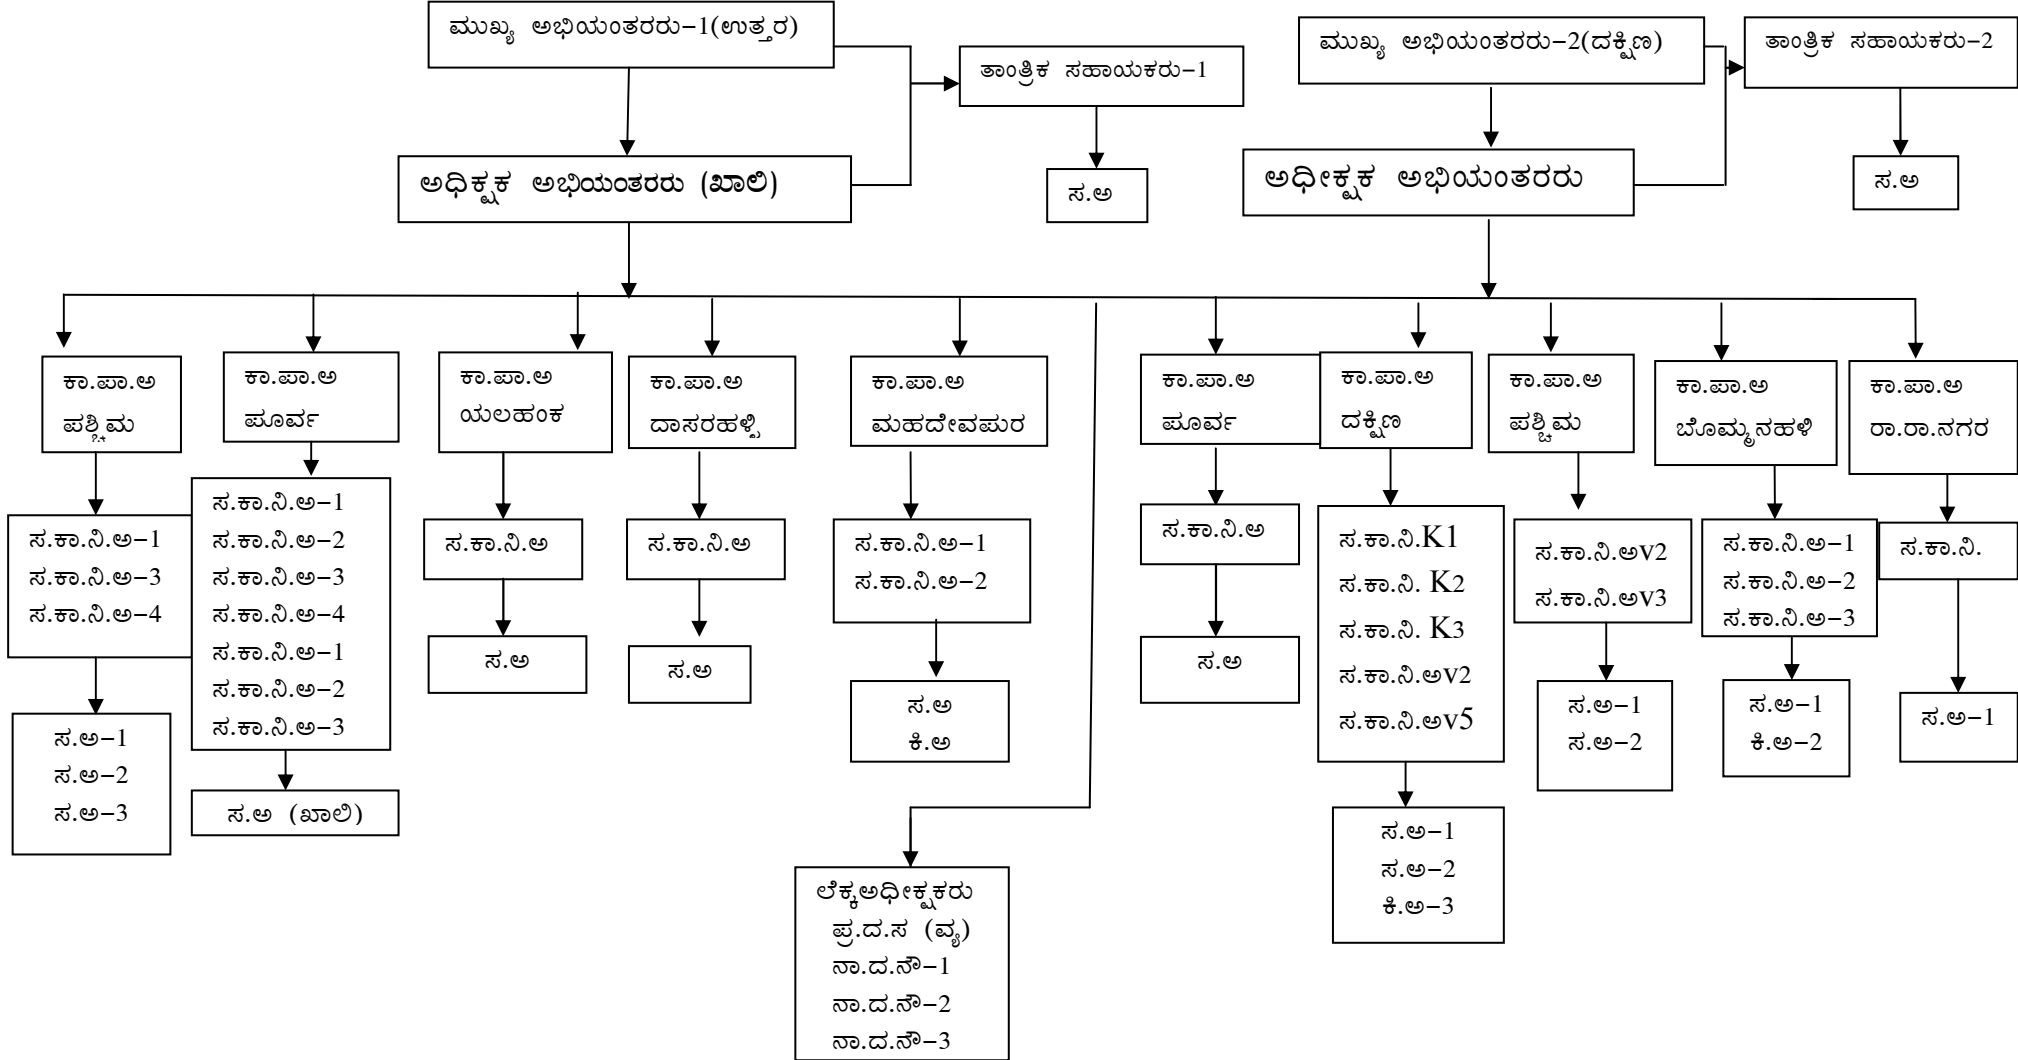 ಮುಖ್ಯ ಅಭಿಯಂತರರು-1(ಉತ್ತರ)
ತಾಂತ್ರಿಕ ಸಹಾಯಕರು-1
ಮುಖ್ಯ ಅಭಿಯಂತರರು-2(ದಕ್ಷಿಣ)
ತಾಂತ್ರಿಕ ಸಹಾಯಕರು-2
ಅಧಿಕ್ಷಕ ಅಭಿಯಂತರರು (ಖಾಲಿ)
ಸ.ಅ
ಅಧೀಕ್ಷಕ ಅಭಿಯಂತರರು
ಸ.ಅ
ಕಾ.ಪಾ.ಅ
ಪಶ್ಚಿಮ
ಕಾ.ಪಾ.ಅ
ಪೂರ್ವ
ಕಾ.ಪಾ.ಅ
ಯಲಹಂಕ
ಕಾ.ಪಾ.ಅ
ದಾಸರಹಳ್ಳಿ
ಕಾ.ಪಾ.ಅ
ಮಹದೇವಪುರ
ಕಾ.ಪಾ.ಅ
ಪೂರ್ವ
ಕಾ.ಪಾ.ಅ
ದಕ್ಷಿಣ
ಕಾ.ಪಾ.ಅ
ಪಶ್ಚಿಮ
ಕಾ.ಪಾ.ಅ
ಬೊಮ್ಮನಹಳಿ
ಕಾ.ಪಾ.ಅ
ರಾ.ರಾ.ನಗರ
ಸ.ಕಾ.ನಿ.ಅ-1
ಸ.ಕಾ.ನಿ.ಅ-3
ಸ.ಕಾ.ನಿ.ಅ-4
ಸ.ಕಾ.ನಿ.ಅ-1
ಸ.ಕಾ.ನಿ.ಅ-2
ಸ.ಕಾ.ನಿ.ಅ-3
ಸ.ಕಾ.ನಿ.ಅ-4
ಸ.ಕಾ.ನಿ.ಅ-1
ಸ.ಕಾ.ನಿ.ಅ-2
ಸ.ಕಾ.ನಿ.ಅ-3
ಸ.ಕಾ.ನಿ.ಅ
ಸ.ಕಾ.ನಿ.ಅ
ಸ.ಕಾ.ನಿ.ಅ-1
ಸ.ಕಾ.ನಿ.ಅ-2
ಸ.ಕಾ.ನಿ.ಅ
ಸ.ಕಾ.ನಿ.K1
ಸ.ಕಾ.ನಿ. K2
ಸ.ಕಾ.ನಿ. K3
ಸ.ಕಾ.ನಿ.ಅv2
ಸ.ಕಾ.ನಿ.ಅv5
ಸ.ಕಾ.ನಿ.ಅv2
ಸ.ಕಾ.ನಿ.ಅv3
ಸ.ಕಾ.ನಿ.ಅ-1
ಸ.ಕಾ.ನಿ.ಅ-2
ಸ.ಕಾ.ನಿ.ಅ-3
ಸ.ಕಾ.ನಿ.
ಸ.ಅ-1
ಸ.ಅ-2
ಸ.ಅ-3
ಸ.ಅ (ಖಾಲಿ)
ಸ.ಅ
ಸ.ಅ
ಸ.ಅ
ಕಿ.ಅ
ಸ.ಅ
ಸ.ಅ-1
ಸ.ಅ-2
ಕಿ.ಅ-3
ಸ.ಅ-1
ಸ.ಅ-2
ಸ.ಅ-1
ಕಿ.ಅ-2
ಸ.ಅ-1
ಲೆಕ್ಕಅಧೀಕ್ಷಕರು
ಪ್ರ.ದ.ಸ (ವ್ಯ)
ನಾ.ದ.ನೌ-1
ನಾ.ದ.ನೌ-2
ನಾ.ದ.ನೌ-3